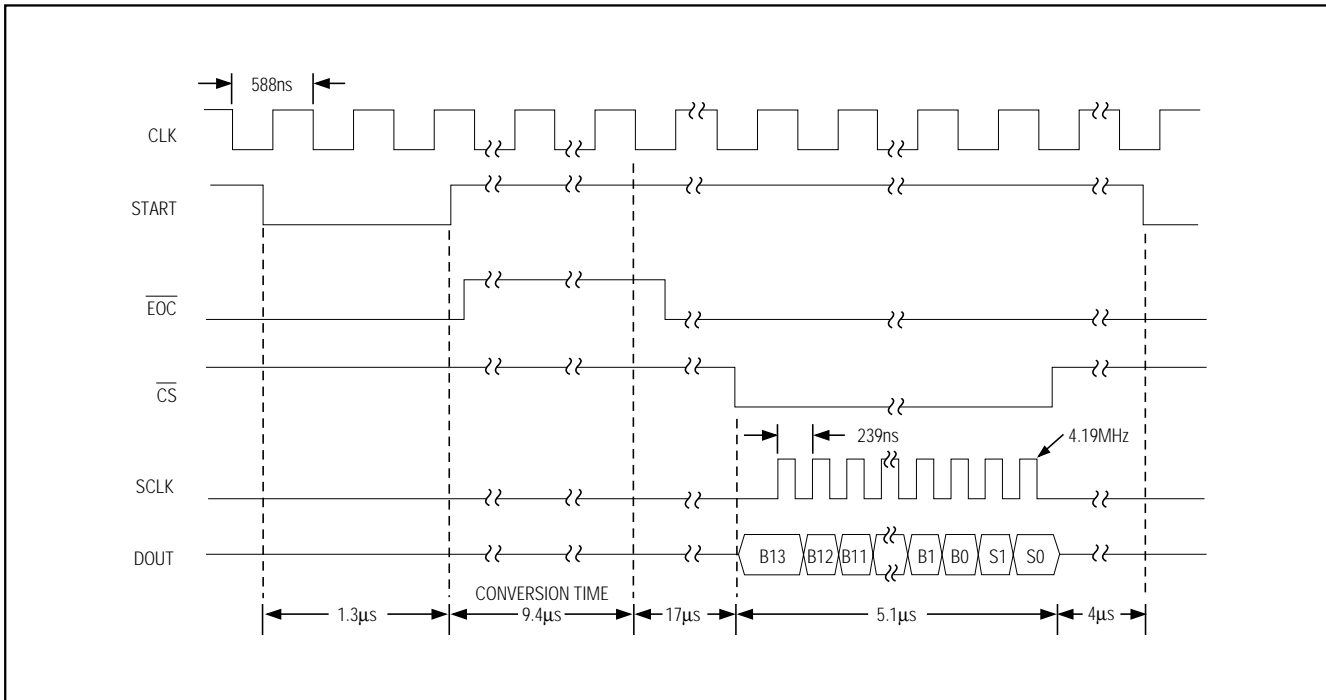 588ns
CLK
START
EOC
CS
239ns
4.19MHz
SCLK
DOUT
B13 B12 B11 B1 B0 S1 S0
CONVERSION TIME
1.3µs 9.4µs 17µs 5.1µs 4µs